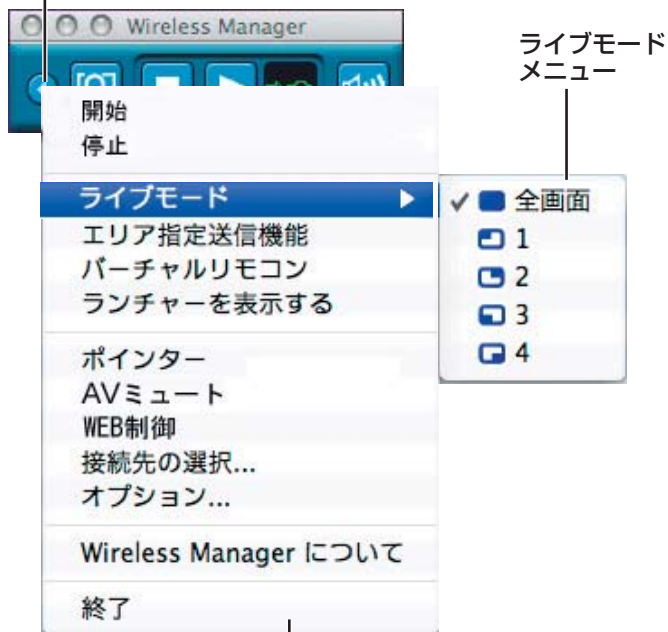 Wireless Manager
ライブモード
メニュー
開始
停止
ライブモード
エリア指定送信機能
バーチャルリモコン
ランチャーを表示する
ポインター
AVミュート
WEB制御
接続先の選択...
オプション...
Wireless Manager について
終了
全画面
1
2
3
4